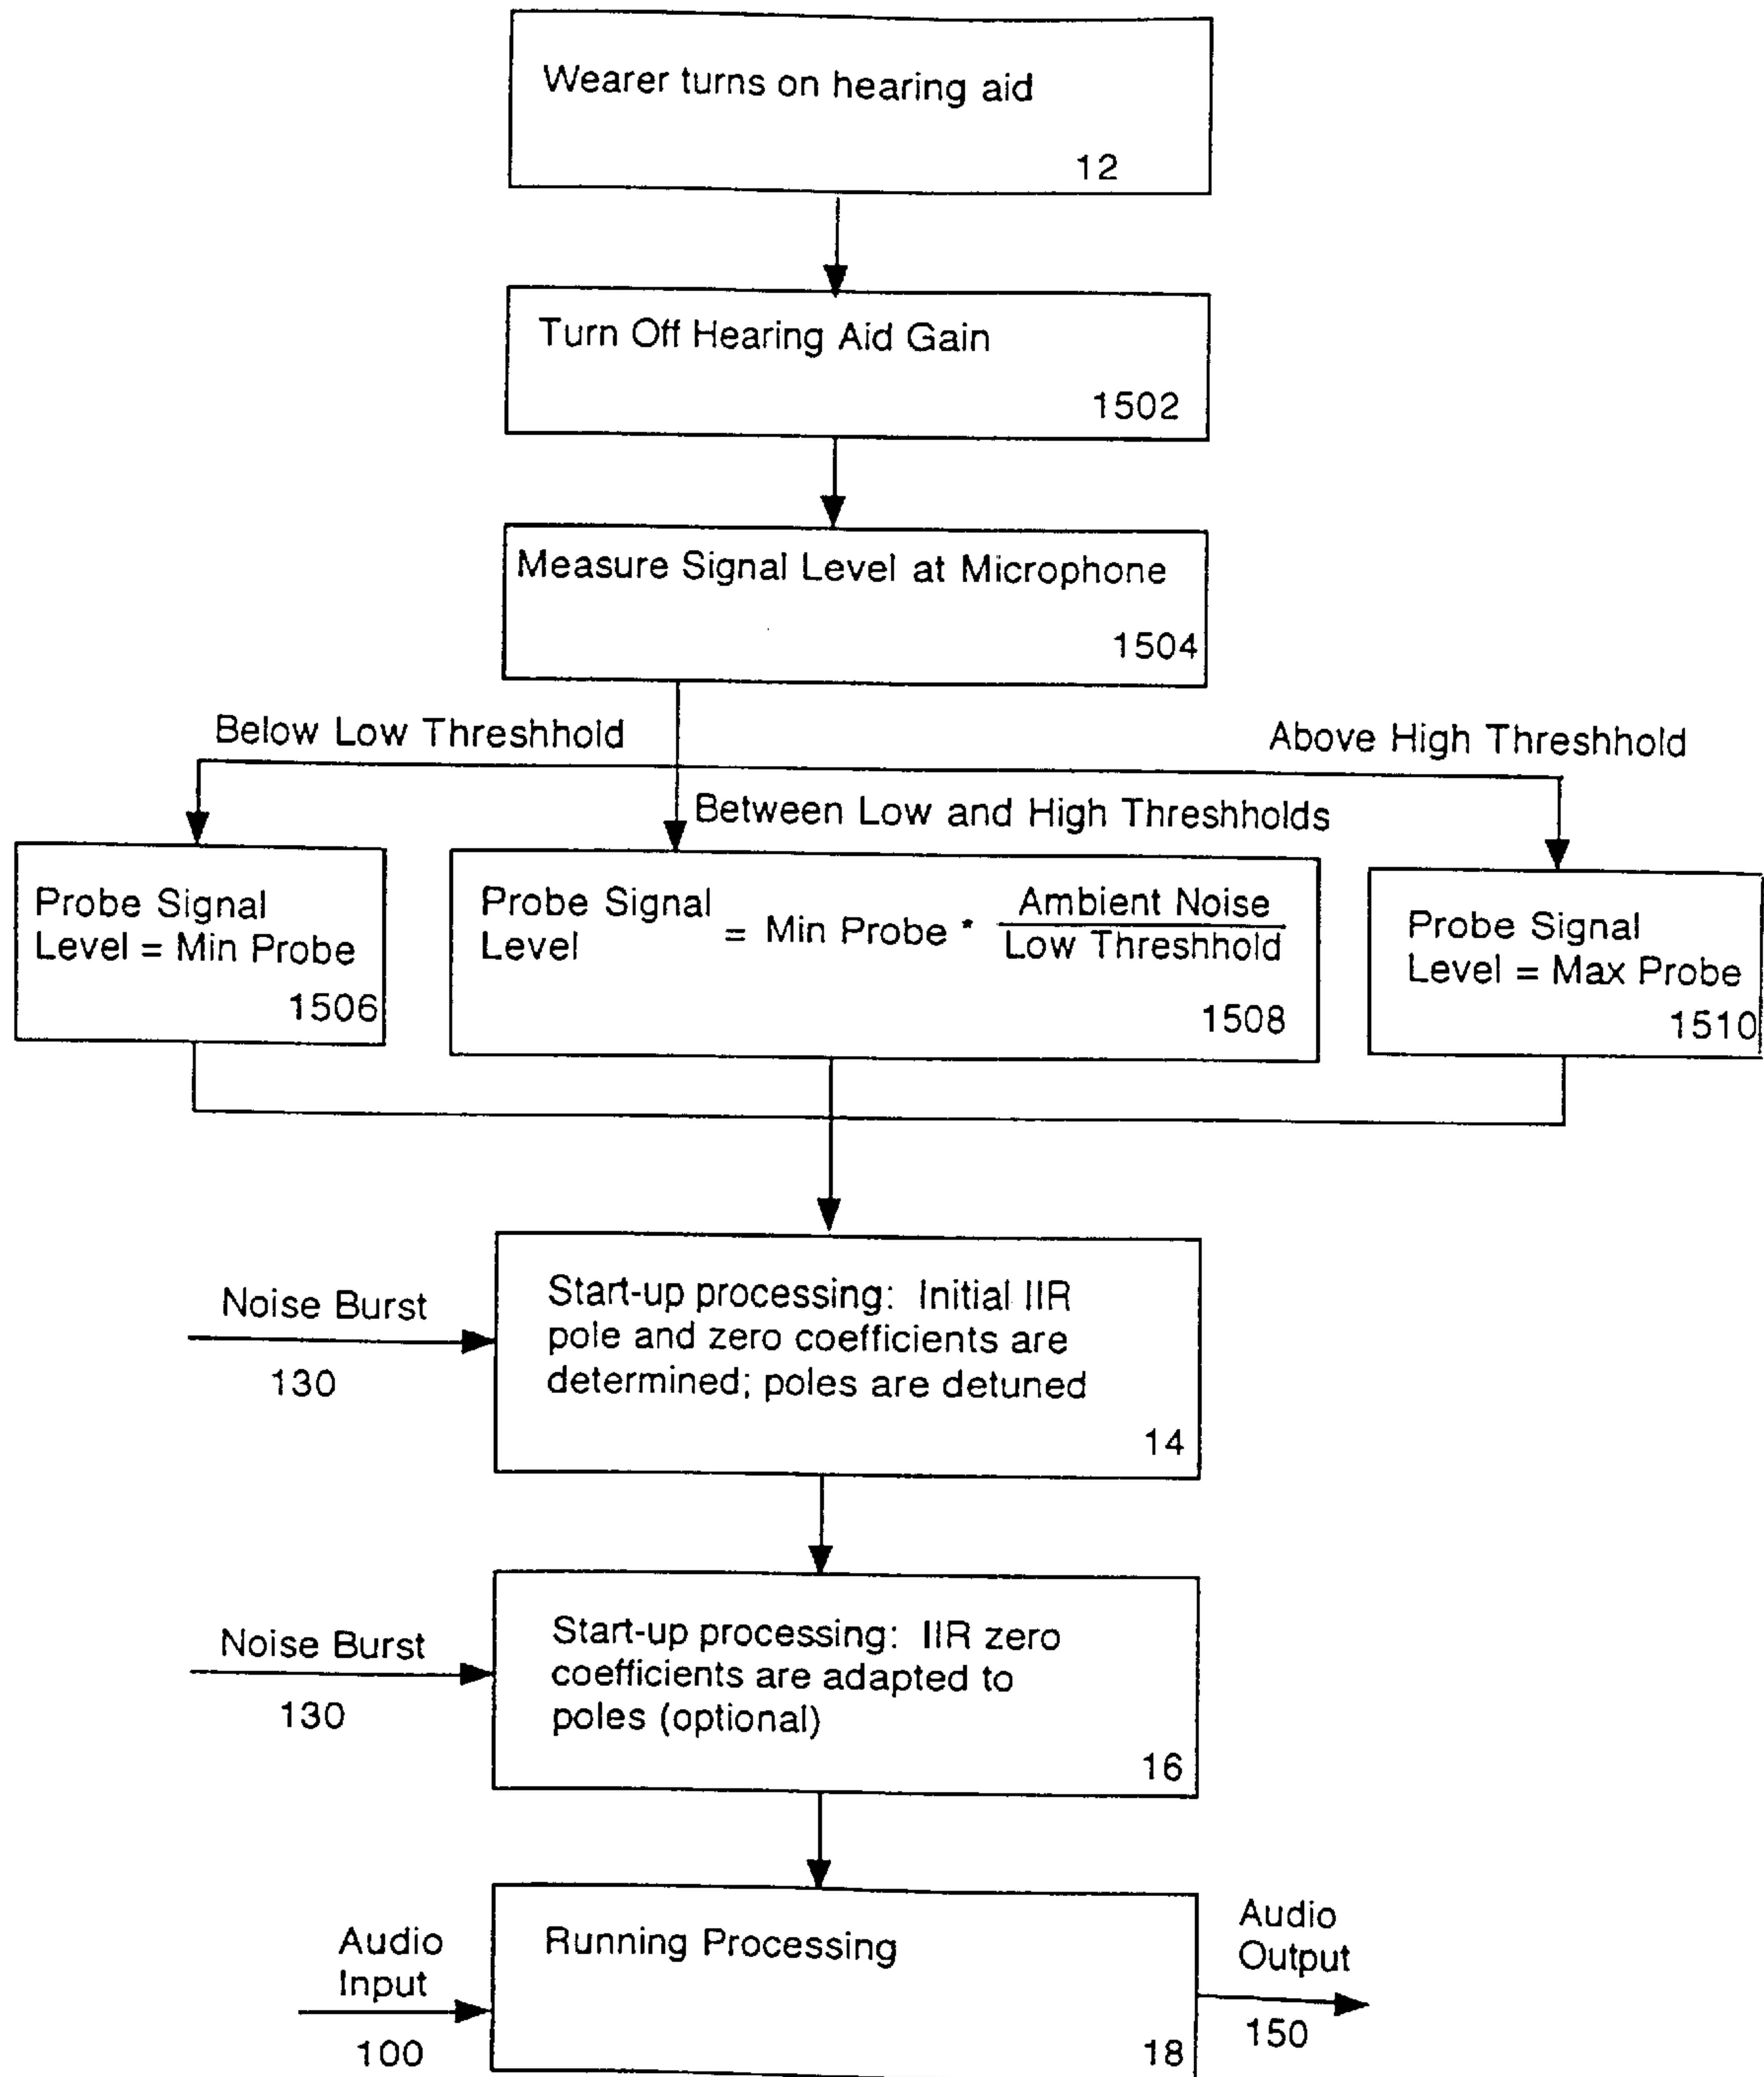 Wearer turns on hearing aid
12
Turn Off Hearing Aid Gain
1502
Measure Signal Level at Microphone
1504
Below Low Threshhold
Above High Threshhold
Between Low and High Threshholds
Probe Signal
Level = Min Probe
1506
Probe Signal
Level
= Min Probe *
Ambient Noise
Low Threshhold
1508
Probe Signal
Level = Max Probe
1510
Noise Burst
130
Start-up processing: Initial IIR
pole and zero coefficients are
determined; poles are detuned
14
Noise Burst
130
Start-up processing: IIR zero
coefficients are adapted to
poles (optional)
16
Audio
Input
100
Running Processing
18
Audio
Output
150